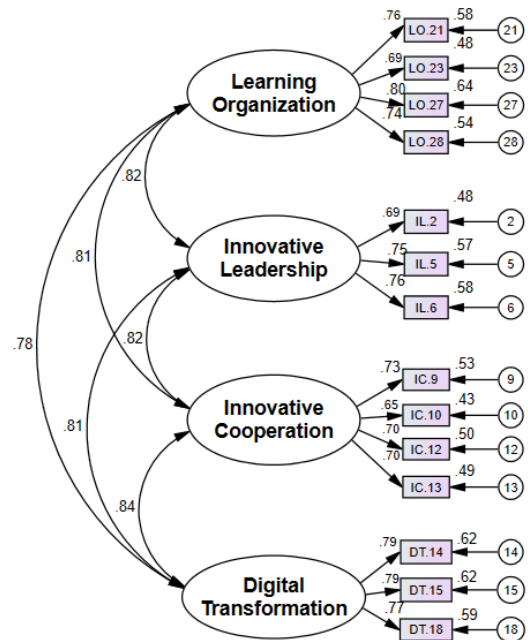 .76
.58
LO.21
21
.69
.48
LO.23
23
.80
.64
LO.27
27
.74
.54
LO.28
28
Learning
Organization
.82
.69
.48
IL.2
2
.75
.57
IL.5
5
.76
.58
IL.6
6
Innovative
Leadership
.81
.78
.82
.73
.53
IC.9
9
.65
.43
IC.10
10
.70
.50
IC.12
12
.70
.49
IC.13
13
Innovative
Cooperation
.81
.84
.79
.62
DT.14
14
.79
.62
DT.15
15
.77
.59
DT.18
18
Digital
Transformation